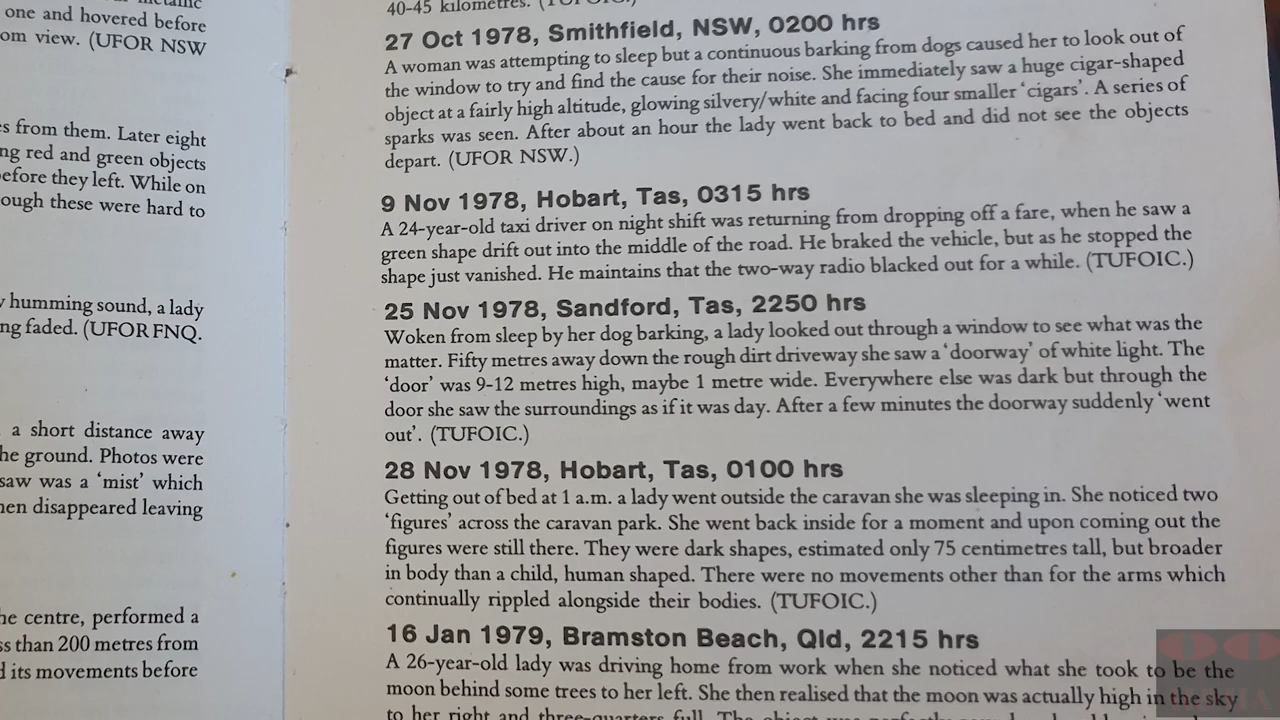 one and hovered before
om view. (UFOR NSW
s from them. Later eight
ng red and green objects
efore they left. While on
ough these were hard to
humming sound, a lady
ng faded. (UFOR FNQ.
a short distance away
he ground. Photos were
saw was a ‘mist’ which
hen disappeared leaving
he centre, performed a
ss than 200 metres from
d its movements before
40-45 kilometres. (TUFOIC.)
27 Oct 1978, Smithfield, NSW, 0200 hrs
A woman was attempting to sleep but a continuous barking from dogs caused her to look out of
the window to try and find the cause for their noise. She immediately saw a huge cigar-shaped
object at a fairly high altitude, glowing silvery/white and facing four smaller ‘cigars’. A series of
sparks was seen. After about an hour the lady went back to bed and did not see the objects
depart. (UFOR NSW.)
9 Nov 1978, Hobart, Tas, 0315 hrs
A 24-year-old taxi driver on night shift was returning from dropping off a fare, when he saw a
green shape drift out into the middle of the road. He braked the vehicle, but as he stopped the
shape just vanished. He maintains that the two-way radio blacked out for a while. (TUFOIC.)
25 Nov 1978, Sandford, Tas, 2250 hrs
Woken from sleep by her dog barking, a lady looked out through a window to see what was the
matter. Fifty metres away down the rough dirt driveway she saw a ‘doorway’ of white light. The
‘door’ was 9-12 metres high, maybe 1 metre wide. Everywhere else was dark but through the
door she saw the surroundings as if it was day. After a few minutes the doorway suddenly ‘went
out’. (TUFOIC.)
28 Nov 1978, Hobart, Tas, 0100 hrs
Getting out of bed at 1 a.m. a lady went outside the caravan she was sleeping in. She noticed two
‘figures’ across the caravan park. She went back inside for a moment and upon coming out the
figures were still there. They were dark shapes, estimated only 75 centimetres tall, but broader
in body than a child, human shaped. There were no movements other than for the arms which
continually rippled alongside their bodies. (TUFOIC.)
16 Jan 1979, Bramston Beach, Qld, 2215 hrs
A 26-year-old lady was driving home from work when she noticed what she took to be the
moon behind some trees to her left. She then realised that the moon was actually high in the sky
to her right and three-quarters full. The object was perfectly